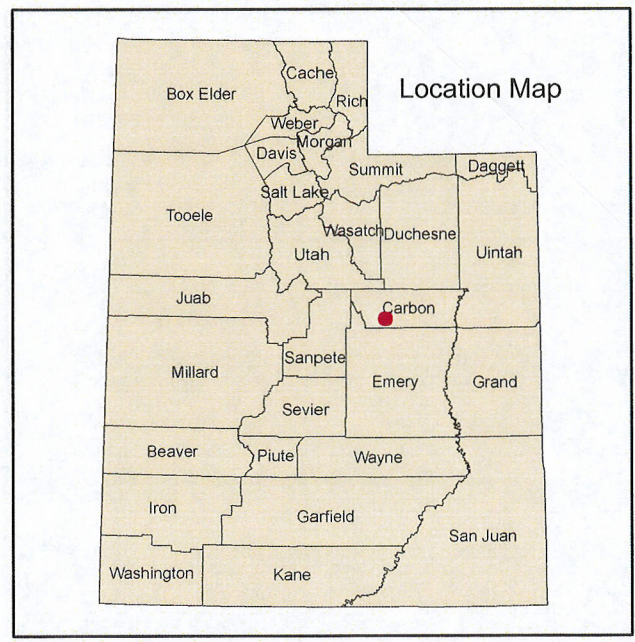 Location Map
Cache
Box Elder
Rich
Weber
Morgan
Davis
Summit
Daggett
Salt Lake
Tooele
Wasatch
Duchesne
Uintah
Utah
Juab
Carbon
Sanpete
Millard
Emery
Grand
Sevier
Beaver
Piute
Wayne
Iron
Garfield
San Juan
Washington
Kane